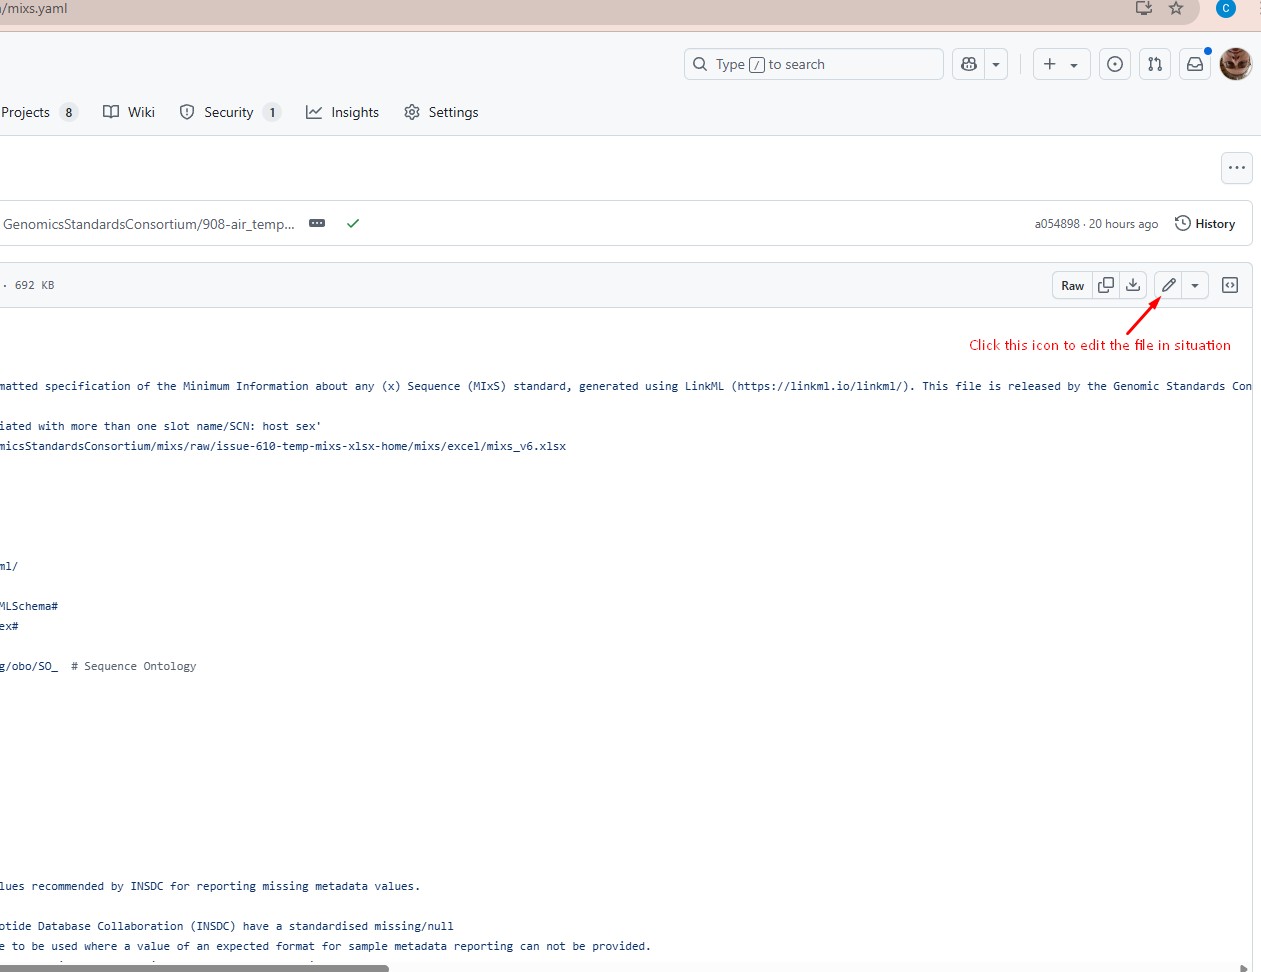 /mixs.yaml
C
Type / to search
Projects 8 Wiki Security 1 Insights Settings
GenomicsStandardsConsortium/908-air_temp...
a054898 · 20 hours ago History
· 692 KB
Raw
Click this icon to edit the file in situation
matted specification of the Minimum Information about any (x) Sequence (MIxS) standard, generated using LinkML (https://linkml.io/linkml/). This file is released by the Genomic Standards Con
iated with more than one slot name/SCN: host sex'
micsStandardsConsortium/mixs/raw/issue-610-temp-mixs-xlsx-home/mixs/excel/mixs_v6.xlsx
ml/
MLSchema#
ex#
g/obo/SO_  # Sequence Ontology
lues recommended by INSDC for reporting missing metadata values.
otide Database Collaboration (INSDC) have a standardised missing/null
e to be used where a value of an expected format for sample metadata reporting can not be provided.